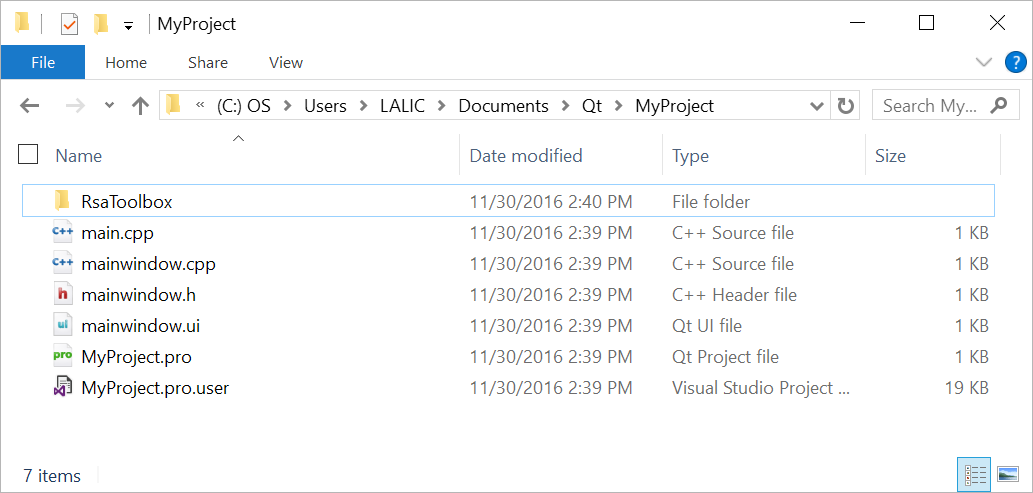 MyProject
File Home Share View ?
« (C:) OS > Users > LALIC > Documents > Qt > MyProject Search My...
Name Date modified Type Size
RsaToolbox 11/30/2016 2:40 PM File folder
C++ main.cpp 11/30/2016 2:39 PM C++ Source file 1 KB
C++ mainwindow.cpp 11/30/2016 2:39 PM C++ Source file 1 KB
h mainwindow.h 11/30/2016 2:39 PM C++ Header file 1 KB
ui mainwindow.ui 11/30/2016 2:39 PM Qt UI file 1 KB
pro MyProject.pro 11/30/2016 2:39 PM Qt Project file 1 KB
MyProject.pro.user 11/30/2016 2:39 PM Visual Studio Project ... 19 KB
7 items